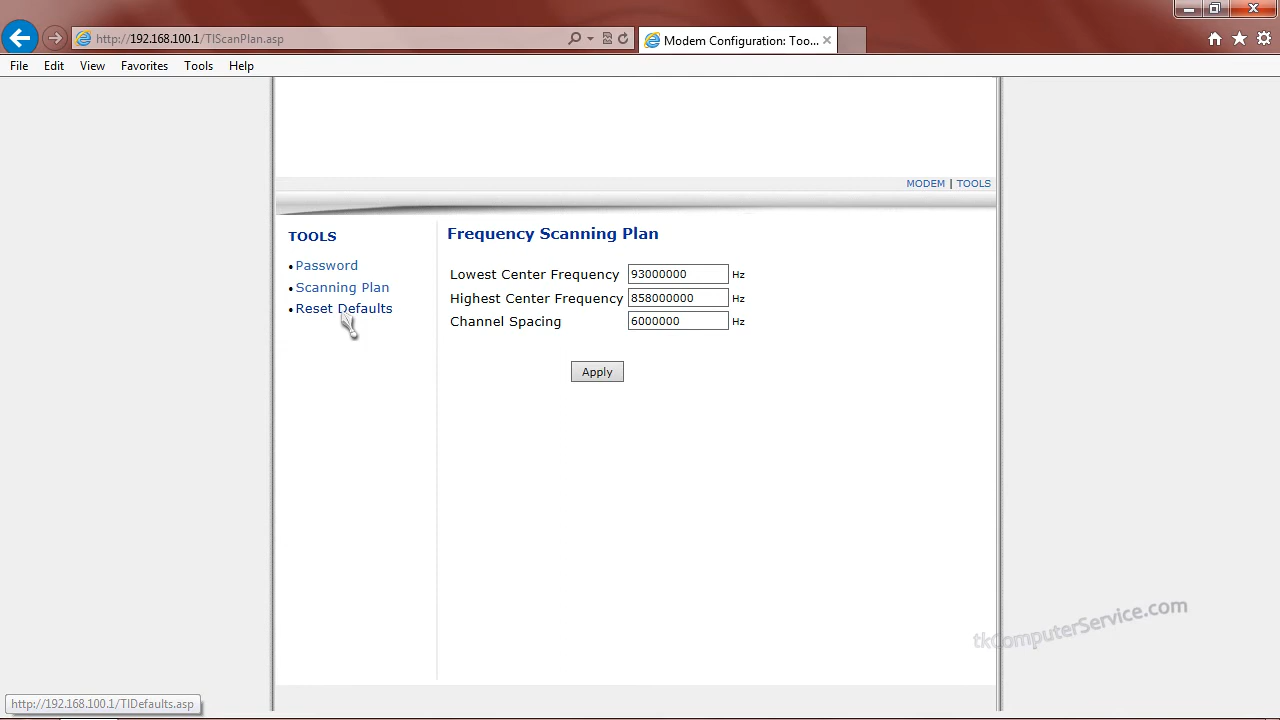 http://192.168.100.1/TIScanPlan.asp
Modem Configuration: Too...
File Edit View Favorites Tools Help
MODEM | TOOLS
TOOLS
Password
Scanning Plan
Reset Defaults
Frequency Scanning Plan
Lowest Center Frequency 93000000 Hz
Highest Center Frequency 858000000 Hz
Channel Spacing 6000000 Hz
Apply
tkComputerService.com
http://192.168.100.1/TIDefaults.asp